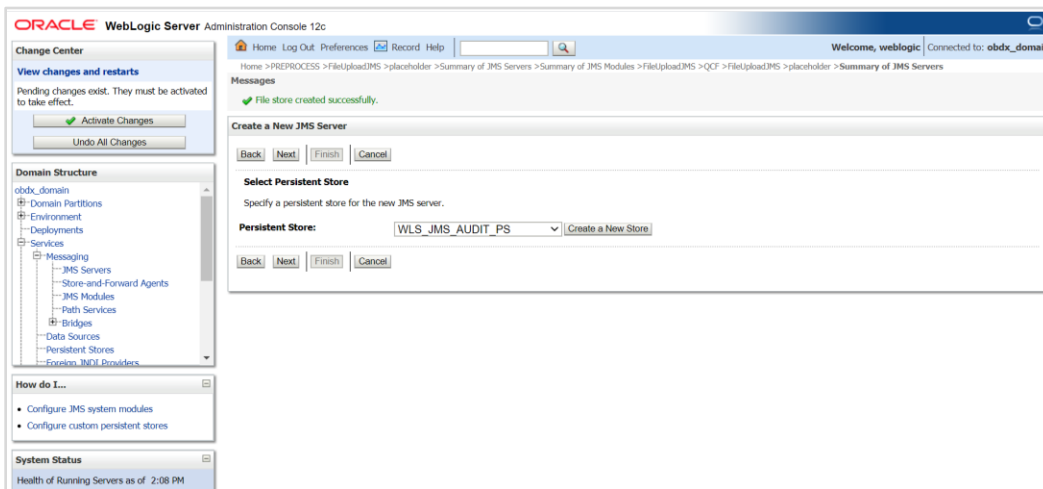 ORACLE WebLogic Server Administration Console 12c
Change Center
View changes and restarts
Pending changes exist. They must be activated
to take effect.
Activate Changes
Undo All Changes
Domain Structure
obdx_domain
Domain Partitions
Environment
Deployments
Services
Messaging
JMS Servers
Store-and-Forward Agents
JMS Modules
Path Services
Bridges
Data Sources
Persistent Stores
Foreign JNDI Providers
How do I...
Configure JMS system modules
Configure custom persistent stores
System Status
Health of Running Servers as of 2:08 PM
Home Log Out Preferences Record Help
Welcome, weblogic Connected to: obdx_domai
Home >PREPROCESS >FileUploadJMS >placeholder >Summary of JMS Servers >Summary of JMS Modules >FileUploadJMS >QCF >FileUploadJMS >placeholder >Summary of JMS Servers
Messages
File store created successfully.
Create a New JMS Server
Back Next Finish Cancel
Select Persistent Store
Specify a persistent store for the new JMS server.
Persistent Store: WLS_JMS_AUDIT_PS Create a New Store
Back Next Finish Cancel